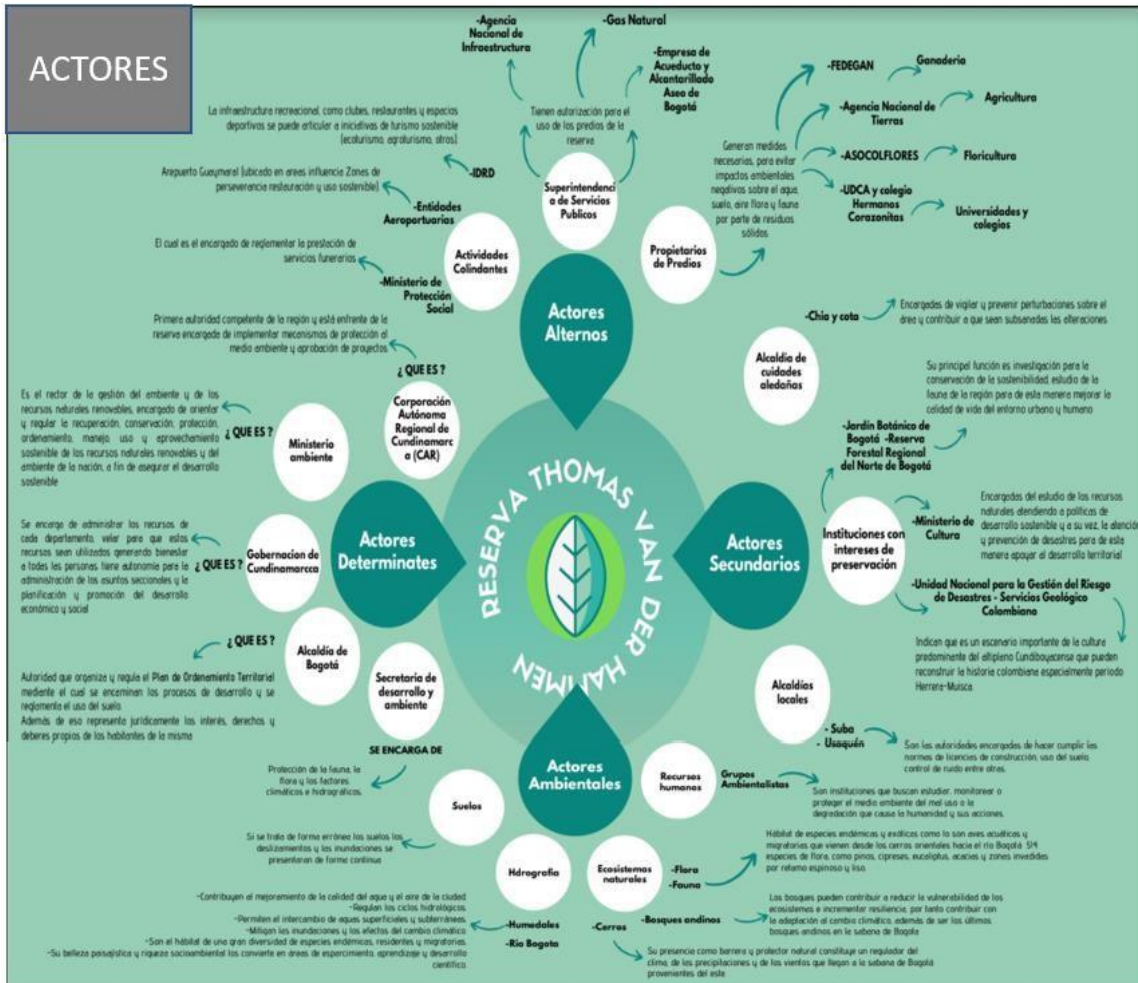 ACTORES
-Agencia
Nacional de
Infraestructura
-Gas Natural
-Empresa de
Acueducto y
Alcantarillado
Aseo de
Bogotá
Tienen autorización para el
uso de los predios de la
reserva
Superintendenci
a de Servicios
Publicos
La infraestructura recreacional, como clubes, restaurantes y espacios
deportivos se puede articular a iniciativas de turismo sostenible
(ecoturismo, agroturismo, otros)
-IDRD
Arepuerto Guaymaral (ubicado en areas influencia Zonas de
perseverancia restauración y uso sostenible)
-Entidades
Aeroportuarias
El cual es el encargado de reglamentar la prestación de
servicios funerarios
-Ministerio de
Protección
Social
Actividades
Colindantes
Propietarios
de Predios
Generan medidas
necesarias, para evitar
impactos ambientales
negativos sobre el agua,
suelo, aire flora y fauna
por parte de residuos
sólidos
-FEDEGAN
Ganaderia
-Agencia Nacional de
Tierras
Agricultura
-ASOCOLFLORES
Floricultura
-UDCA y colegio
Hermanos
Corazonitas
Universidades y
colegios
Actores
Alternos
Primera autoridad competente de la región y está enfrente de la
reserva encargada de implementar mecanismos de protección al
medio ambiente y aprobación de proyectos
¿ QUE ES ?
Corporación
Autónoma
Regional de
Cundinamarc
a (CAR)
Es el rector de la gestión del ambiente y de los
recursos naturales renovables, encargado de orientar
y regular la recuperación, conservación, protección,
ordenamiento, manejo, uso y aprovechamiento
sostenible de los recursos naturales renovables y del
ambiente de la nación, a fin de asegurar el desarrollo
sostenible
¿ QUE ES ?
Ministerio
ambiente
Se encarga de administrar los recursos de
cada departamento, velar para que estos
recursos sean utilizados generando bienestar
a todas las personas, tiene autonomía para la
administración de los asuntos seccionales y la
planificación y promoción del desarrollo
económico y social
¿ QUE ES ?
Gobernacion de
Cundinamarcca
¿ QUE ES ?
Alcaldía de
Bogotá
Autoridad que organiza y regula el Plan de Ordenamiento Territorial
mediante el cual se encaminan los procesos de desarrollo y se
reglamenta el uso del suelo.
Además de eso representa jurídicamente los interés, derechos y
deberes propios de los habitantes de la misma
Secretaria de
desarrollo y
ambiente
SE ENCARGA DE
Protección de la fauna, la
flora y los factores
climáticos e hidrográficos.
Actores
Determinates
RESERVA THOMAS VAN DER HAMMEN
Actores
Secundarios
-Chia y cota
Encargadas de vigilar y prevenir perturbaciones sobre el
área y contribuir a que sean subsanadas las alteraciones
Alcaldia de
cuidades
aledañas
Su principal función es investigación para la
conservación de la sostenibilidad, estudio de la
fauna de la región para de esta manera mejorar la
calidad de vida del entorno urbano y humano
-Jardín Botánico de
Bogotá -Reserva
Forestal Regional
del Norte de Bogotá
Instituciones con
intereses de
preservación
-Ministerio de
Cultura
Encargados del estudio de los recursos
naturales atendiendo a políticas de
desarrollo sostenible y a su vez, la atención
y prevención de desastres para de esta
manera apoyar al desarrollo territorial
-Unidad Nacional para la Gestión del Riesgo
de Desastres - Servicios Geológico
Colombiano
Indican que es un escenario importante de la culture
predominente del altipleno Cundiboyacense que pueden
reconstruir la historia colombiana especialmente periodo
Herrera-Muisca
Alcaldías
locales
- Suba
- Usaquén
Son las autoridades encargadas de hacer cumplir las
normas de licencias de construcción, uso del suelo,
control de ruido entre otras.
Actores
Ambientales
Recursos
humanos
Grupos
Ambientalistas
Son instituciones que buscan estudiar, monitorear o
proteger el medio ambiente del mal uso o la
degradación que causa la humanidad y sus acciones.
Suelos
Si se trata de forma errónea los suelos los
deslizamientos y las inundaciones se
presentaran de forma continua
Hdrografia
-Humedales
-Rio Bogota
-Contribuyen al mejoramiento de la calidad del agua y el aire de la ciudad
-Regulan los ciclos hidrológicos
-Permiten el intercambio de aguas superficiales y subterráneas
-Mitigan las inundaciones y los efectos del cambio climático
-Son el hábitat de una gran diversidad de especies endémicas, residentes y migratorias
-Su belleza paisajística y riqueza socioambiental los convierte en áreas de esparcimiento, aprendizaje y desarrollo
científico
Ecosistemas
naturales
-Flora
-Fauna
Hábitat de especies endémicas y exóticas como lo son aves acuáticas y
migratorias que vienen desde los cerros orientales hacia el río Bogotá. 514
especies de flora, como pinos, cipreses, eucaliptus, acacias y zonas invadidas
por retamo espinoso y liso.
-Bosques andinos
Los bosques pueden contribuir a reducir la vulnerabilidad de los
ecosistemas e incrementar resiliencia, por tanto contribuir con
la adaptación al cambio climático, además de ser los últimos
bosques andinos en la sabana de Bogota
-Cerros
Su presencia como barrera y protector natural constituye un regulador del
clima, de las precipitaciones y de los vientos que llegan a la sabana de Bogotá
provenientes del este